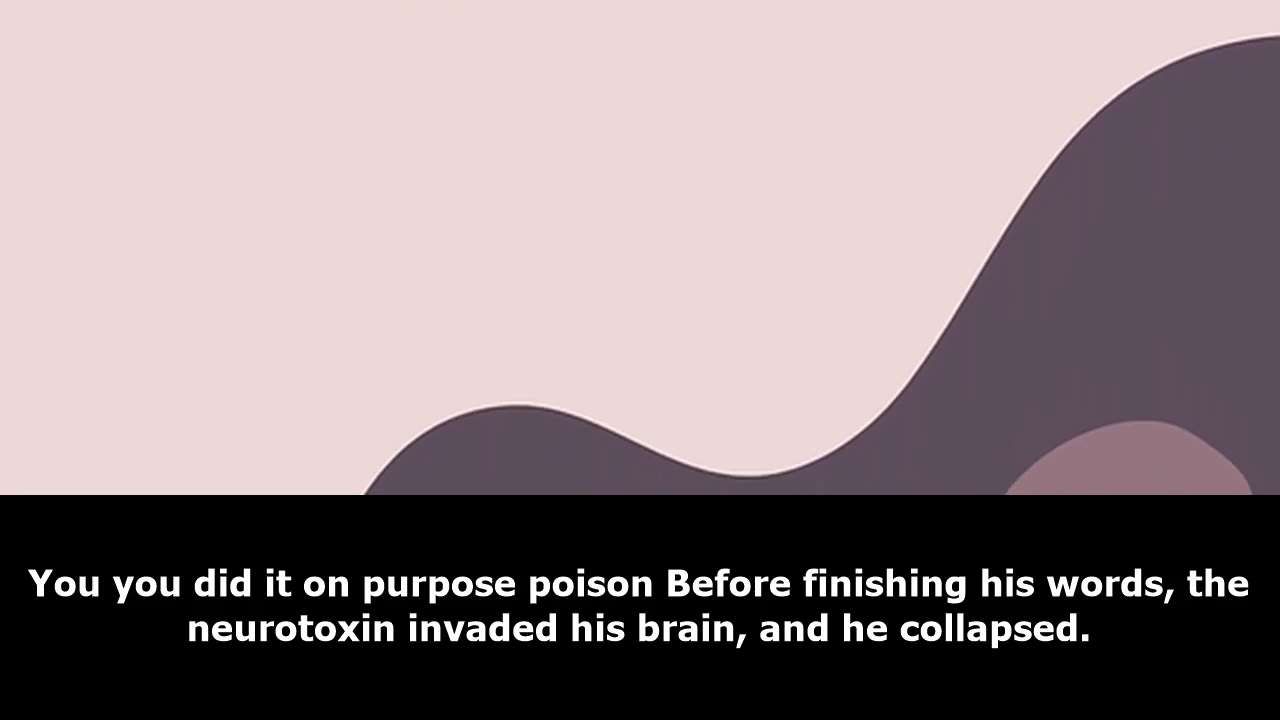 You you did it on purpose poison Before finishing his words, the
neurotoxin invaded his brain, and he collapsed.